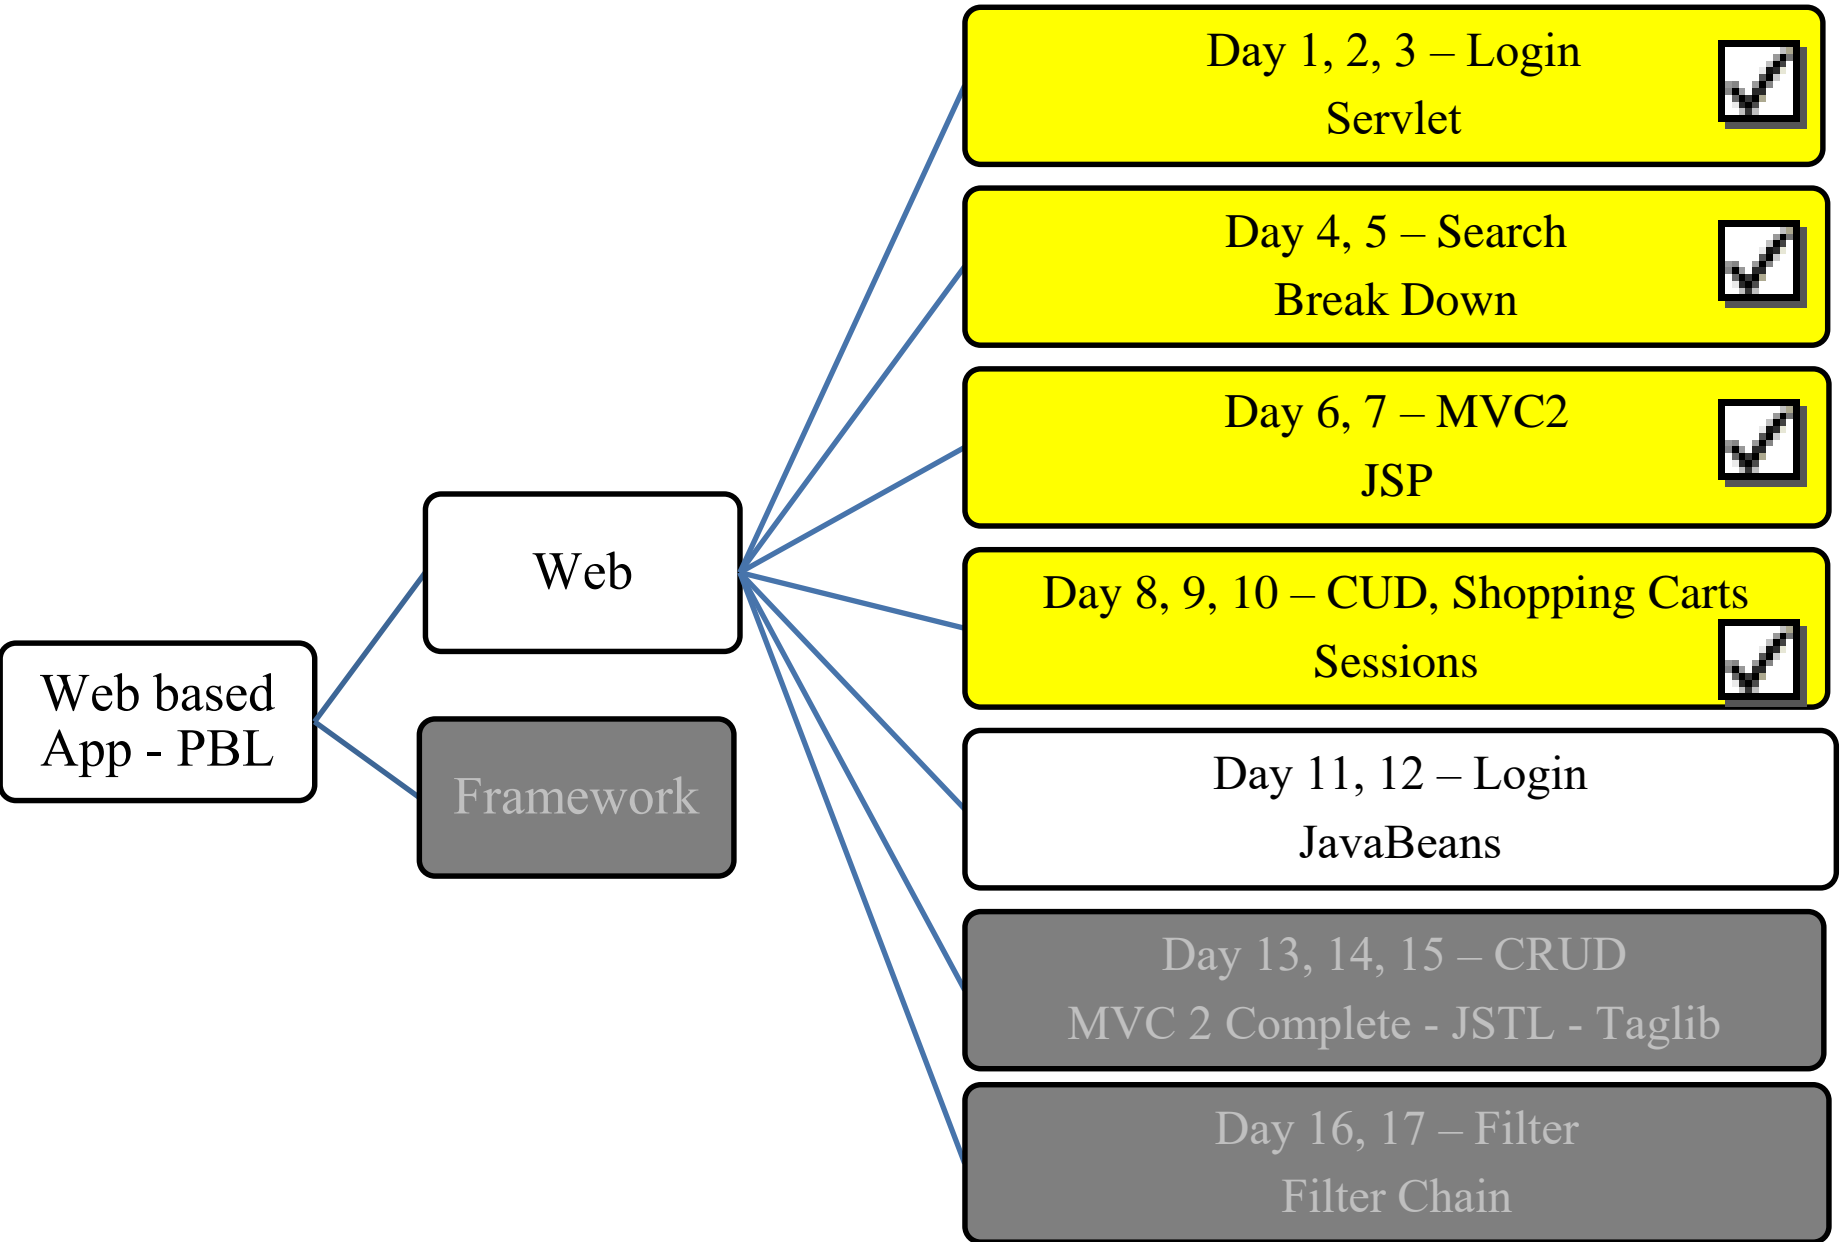 Web based
App - PBL
Web
Framework
Day 1, 2, 3 – Login
Servlet
Day 4, 5 – Search
Break Down
Day 6, 7 – MVC2
JSP
Day 8, 9, 10 – CUD, Shopping Carts
Sessions
Day 11, 12 – Login
JavaBeans
Day 13, 14, 15 – CRUD
MVC 2 Complete - JSTL - Taglib
Day 16, 17 – Filter
Filter Chain